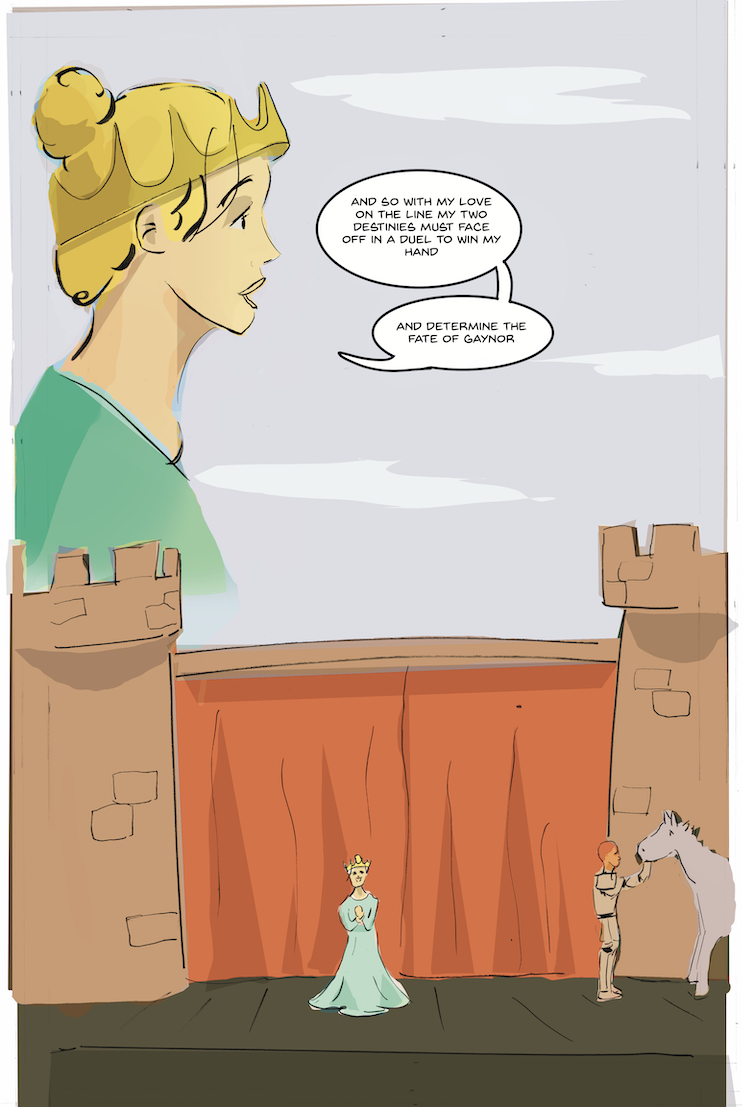 AND SO WITH MY LOVE
ON THE LINE MY TWO
DESTINIES MUST FACE
OFF IN A DUEL TO WIN MY
HAND
AND DETERMINE THE
FATE OF GAYNOR